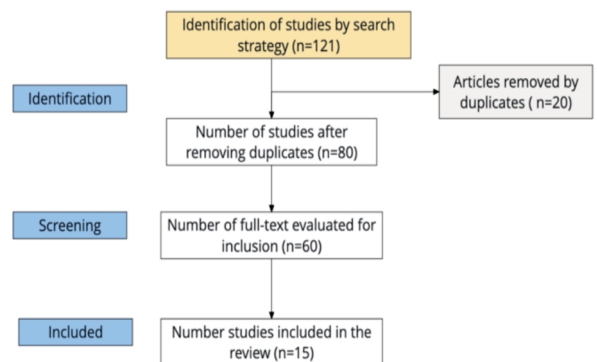 Identification of studies by search
strategy (n=121)
Articles removed by
duplicates ( n=20)
Identification
Number of studies after
removing duplicates (n=80)
Screening
Number of full-text evaluated for
inclusion (n=60)
Included
Number studies included in the
review (n=15)